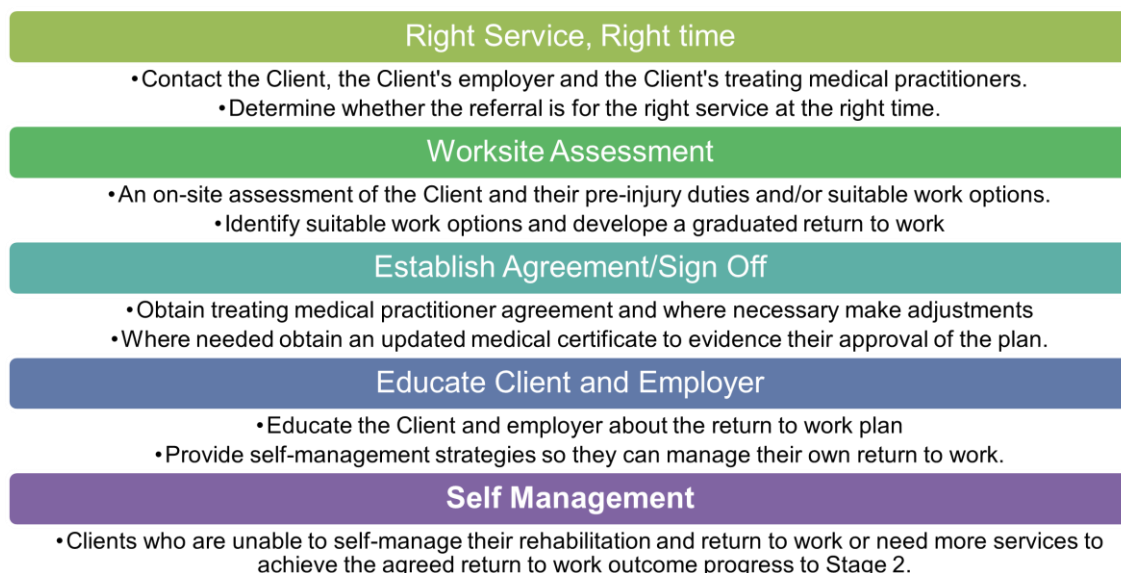 Right Service, Right time
•Contact the Client, the Client's employer and the Client's treating medical practitioners.
•Determine whether the referral is for the right service at the right time.
Worksite Assessment
•An on-site assessment of the Client and their pre-injury duties and/or suitable work options.
•Identify suitable work options and develope a graduated return to work
Establish Agreement/Sign Off
•Obtain treating medical practitioner agreement and where necessary make adjustments
•Where needed obtain an updated medical certificate to evidence their approval of the plan.
Educate Client and Employer
•Educate the Client and employer about the return to work plan
•Provide self-management strategies so they can manage their own return to work.
Self Management
•Clients who are unable to self-manage their rehabilitation and return to work or need more services to
achieve the agreed return to work outcome progress to Stage 2.